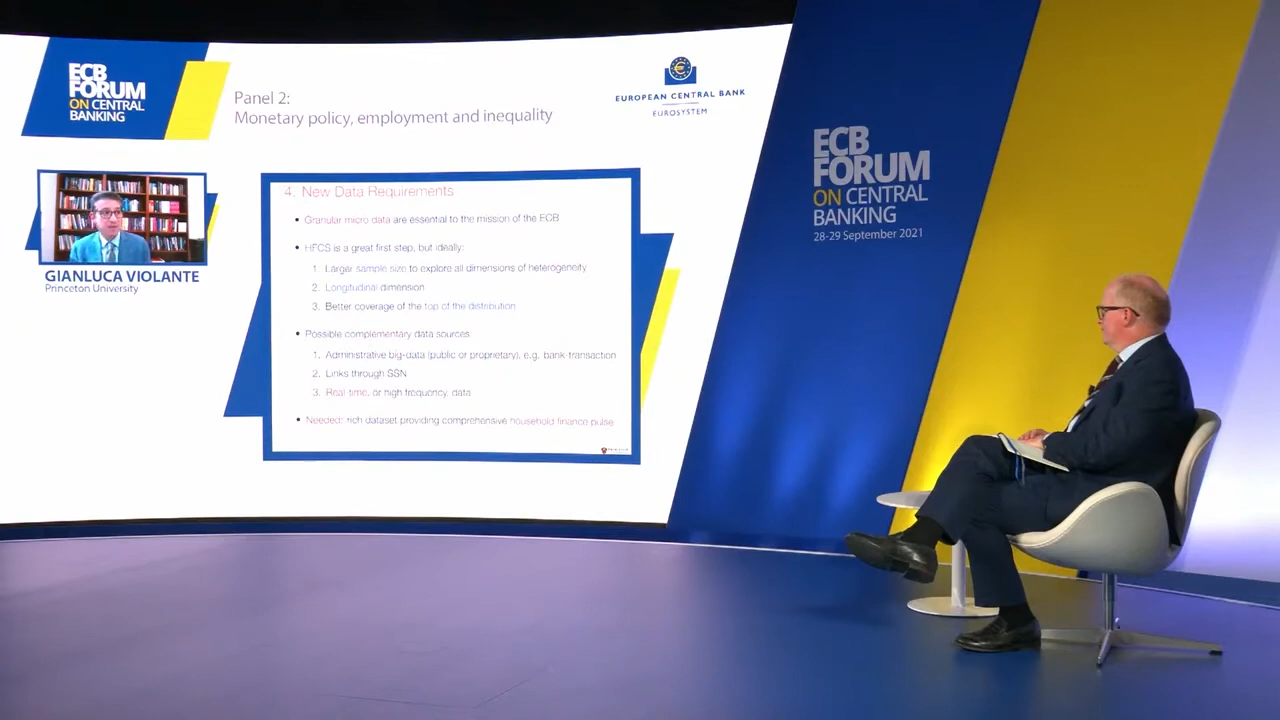 ECB
FORUM
ON CENTRAL
BANKING
Panel 2:
Monetary policy, employment and inequality
EUROPEAN CENTRAL BANK
EUROSYSTEM
GIANLUCA VIOLANTE
Princeton University
4. New Data Requirements
• Granular micro data are essential to the mission of the ECB
• HFCS is a great first step, but ideally:
1. Larger sample size to explore all dimensions of heterogeneity
2. Longitudinal dimension
3. Better coverage of the top of the distribution
• Possible complementary data sources:
1. Administrative big-data (public or proprietary), e.g. bank-transaction
2. Links through SSN
3. Real-time, or high frequency, data
• Needed: rich dataset providing comprehensive household finance pulse
ECB
FORUM
ON CENTRAL
BANKING
28-29 September 2021